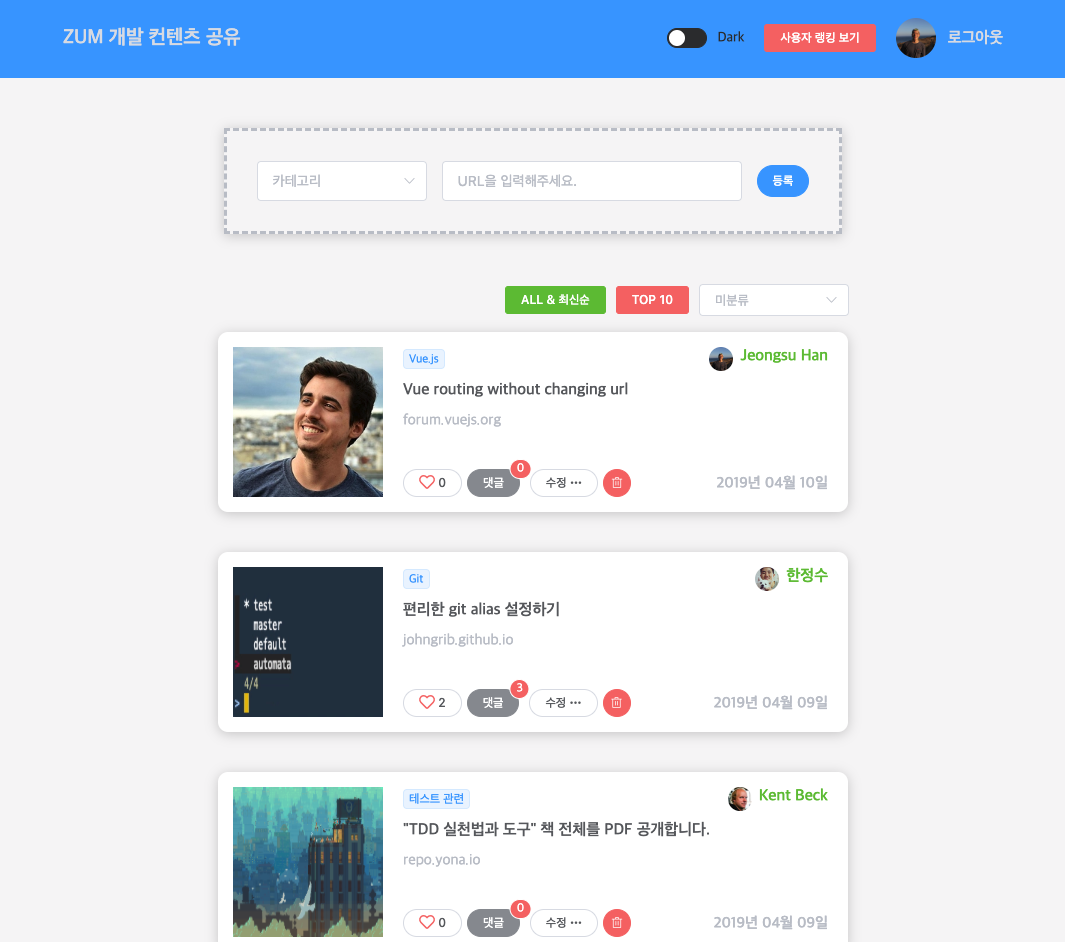 ZUM 개발 컨텐츠 공유
Dark
사용자 랭킹 보기
로그아웃
카테고리
URL을 입력해주세요.
등록
ALL & 최신순
TOP 10
미분류
Vue.js
Jeongsu Han
Vue routing without changing url
forum.vuejs.org
0
댓글
0
수정 ···
2019년 04월 10일
* test
master
default
> automata
4/4
>
Git
한정수
편리한 git alias 설정하기
johngrib.github.io
2
댓글
3
수정 ···
2019년 04월 09일
테스트 관련
Kent Beck
"TDD 실천법과 도구" 책 전체를 PDF 공개합니다.
repo.yona.io
0
댓글
0
수정 ···
2019년 04월 09일